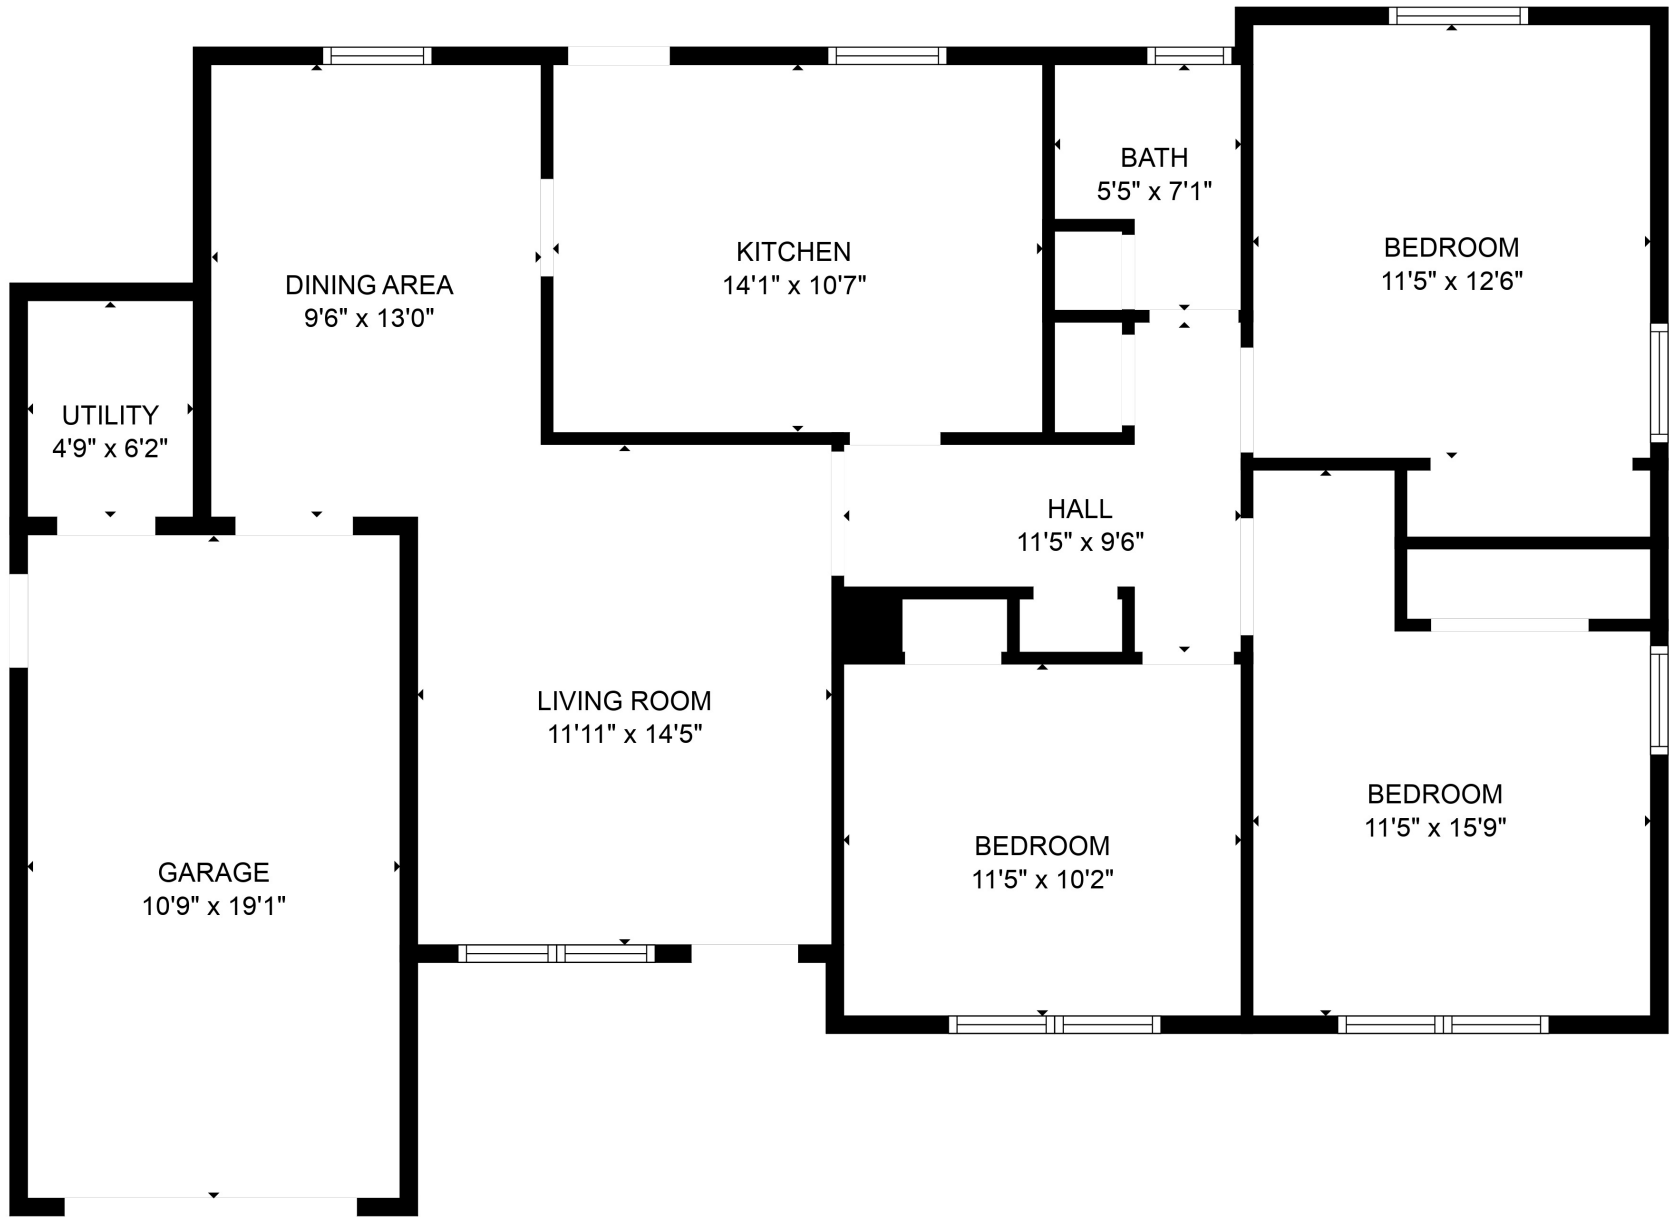 BATH
5'5" x 7'1"
KITCHEN
14'1" x 10'7"
BEDROOM
11'5" x 12'6"
DINING AREA
9'6" x 13'0"
UTILITY
4'9" x 6'2"
HALL
11'5" x 9'6"
LIVING ROOM
11'11" x 14'5"
BEDROOM
11'5" x 15'9"
BEDROOM
11'5" x 10'2"
GARAGE
10'9" x 19'1"